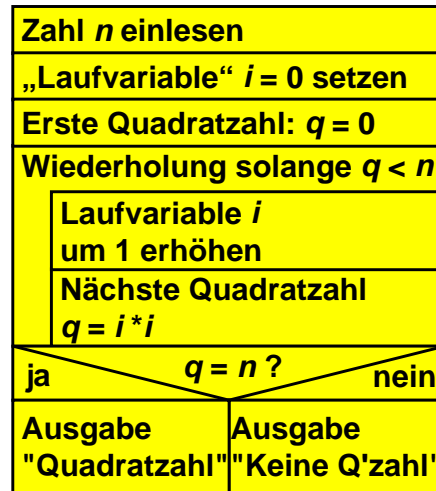 Zahl n einlesen
„Laufvariable“ i = 0 setzen
Erste Quadratzahl: q = 0
Wiederholung solange q < n
Laufvariable i
um 1 erhöhen
Nächste Quadratzahl
q = i * i
ja q = n ? nein
Ausgabe
"Quadratzahl"
Ausgabe
"Keine Q'zahl"